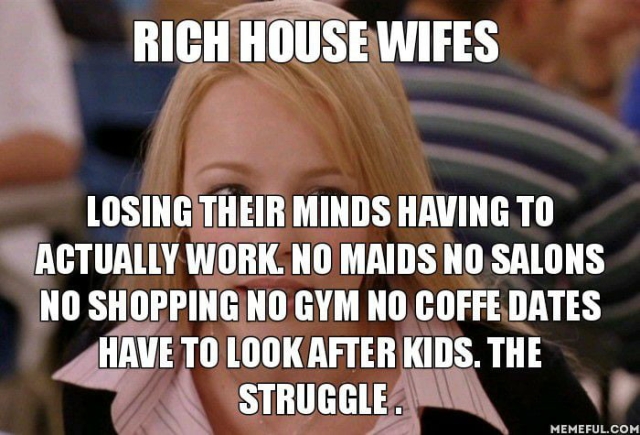 RICH HOUSE WIFES
LOSING THEIR MINDS HAVING TO
ACTUALLY WORK. NO MAIDS NO SALONS
NO SHOPPING NO GYM NO COFFE DATES
HAVE TO LOOK AFTER KIDS. THE
STRUGGLE .
MEMEFUL.COM